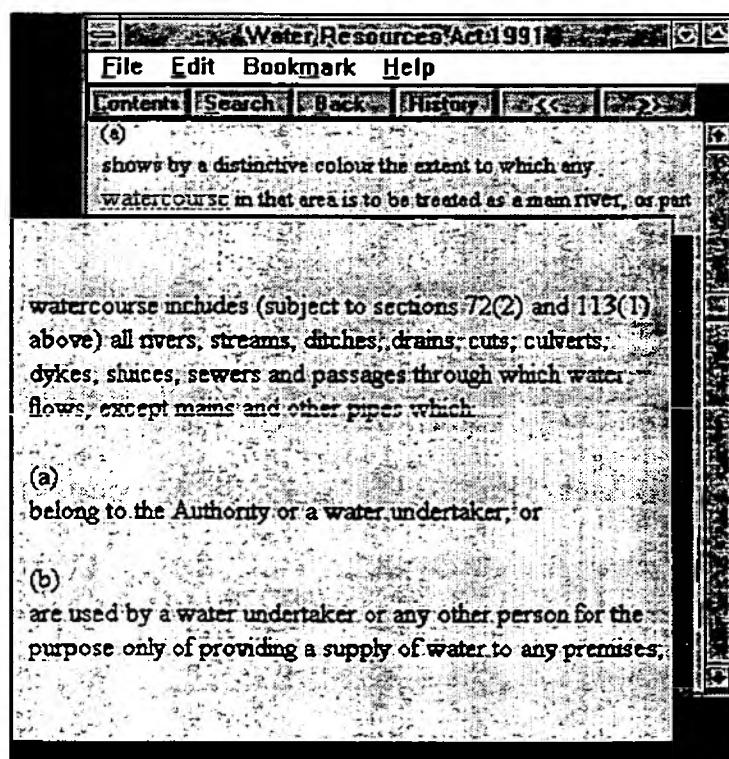 Water Resources Act 1991
File Edit Bookmark Help
Contents Search Back History << >>
(a)
shows by a distinctive colour the extent to which any
watercourse in that area is to be treated as a main river, or part
watercourse includes (subject to sections 72(2) and 113(1)
above) all rivers, streams, ditches, drains, cuts, culverts,
dykes, sluices, sewers and passages through which water
flows, except mains and other pipes which
(a)
belong to the Authority or a water undertaker, or
(b)
are used by a water undertaker or any other person for the
purpose only of providing a supply of water to any premises,